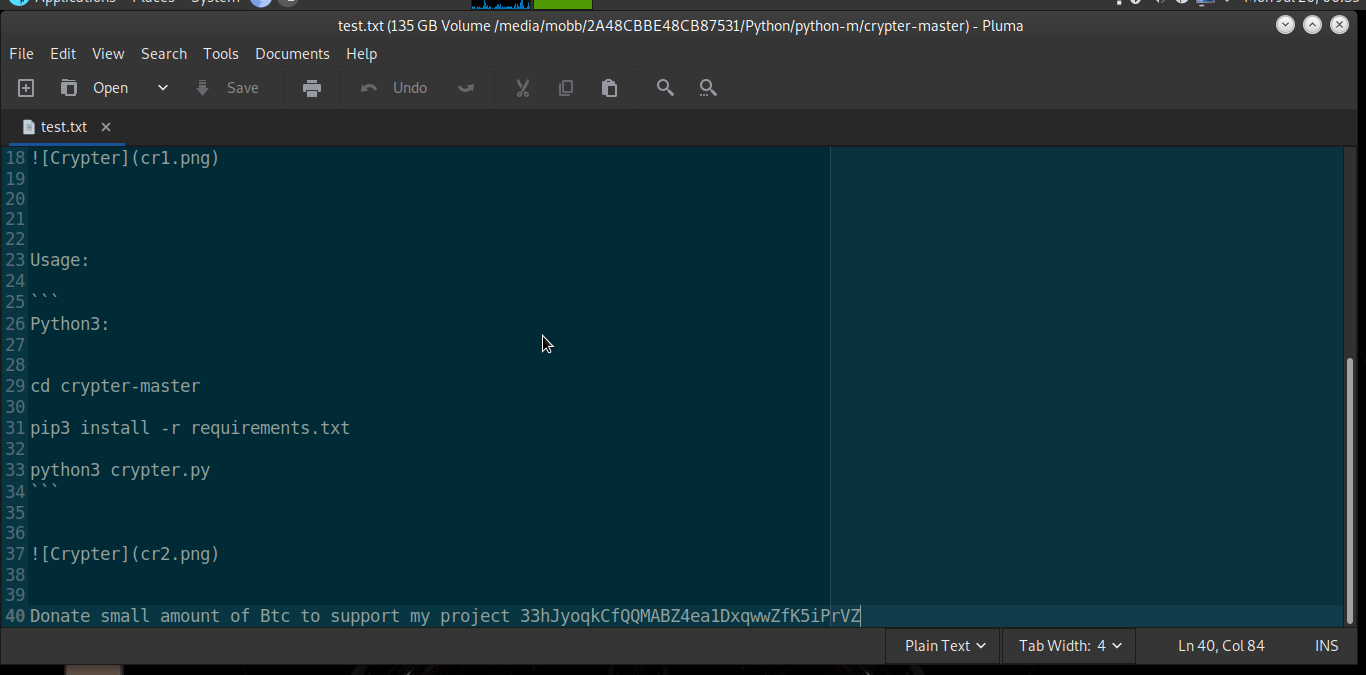 Applications Places System
test.txt (135 GB Volume /media/mobb/2A48CBBE48CB87531/Python/python-m/crypter-master) - Pluma
File Edit View Search Tools Documents Help
Open Save Undo
test.txt
18 ![Crypter](cr1.png)
19
20
21
22
23 Usage:
24
25 ```
26 Python3:
27
28
29 cd crypter-master
30
31 pip3 install -r requirements.txt
32
33 python3 crypter.py
34 ```
35
36
37 ![Crypter](cr2.png)
38
39
40 Donate small amount of Btc to support my project 33hJyoqkCfQQMABZ4ea1DxqwwZfK5iPrVZ
Plain Text Tab Width: 4 Ln 40, Col 84 INS